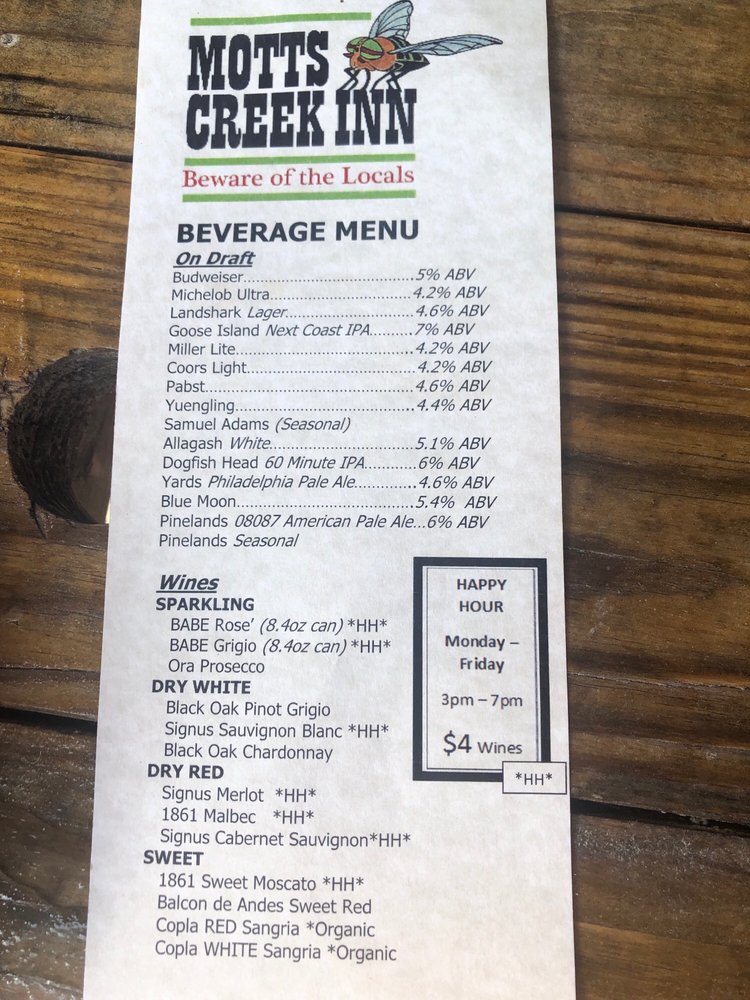 MOTTS
CREEK INN
Beware of the Locals
BEVERAGE MENU
On Draft
Budweiser.......................................5% ABV
Michelob Ultra.................................4.2% ABV
Landshark Lager.............................4.6% ABV
Goose Island Next Coast IPA..........7% ABV
Miller Lite.........................................4.2% ABV
Coors Light......................................4.2% ABV
Pabst................................................4.6% ABV
Yuengling.........................................4.4% ABV
Samuel Adams (Seasonal)
Allagash White.................................5.1% ABV
Dogfish Head 60 Minute IPA............6% ABV
Yards Philadelphia Pale Ale..............4.6% ABV
Blue Moon........................................5.4% ABV
Pinelands 08087 American Pale Ale...6% ABV
Pinelands Seasonal
Wines
SPARKLING
BABE Rose' (8.4oz can) *HH*
BABE Grigio (8.4oz can) *HH*
Ora Prosecco
DRY WHITE
Black Oak Pinot Grigio
Signus Sauvignon Blanc *HH*
Black Oak Chardonnay
DRY RED
Signus Merlot *HH*
1861 Malbec *HH*
Signus Cabernet Sauvignon*HH*
SWEET
1861 Sweet Moscato *HH*
Balcon de Andes Sweet Red
Copla RED Sangria *Organic
Copla WHITE Sangria *Organic
HAPPY
HOUR
Monday –
Friday
3pm – 7pm
$4 Wines
*HH*